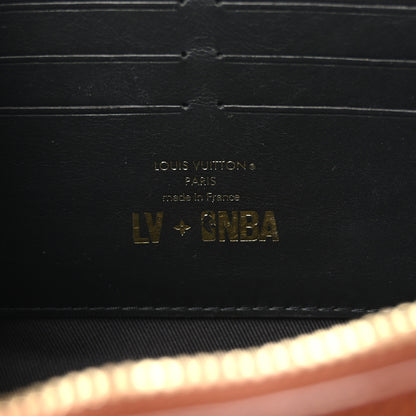 LOUIS VUITTON®
PARIS
made in France
LV NBA